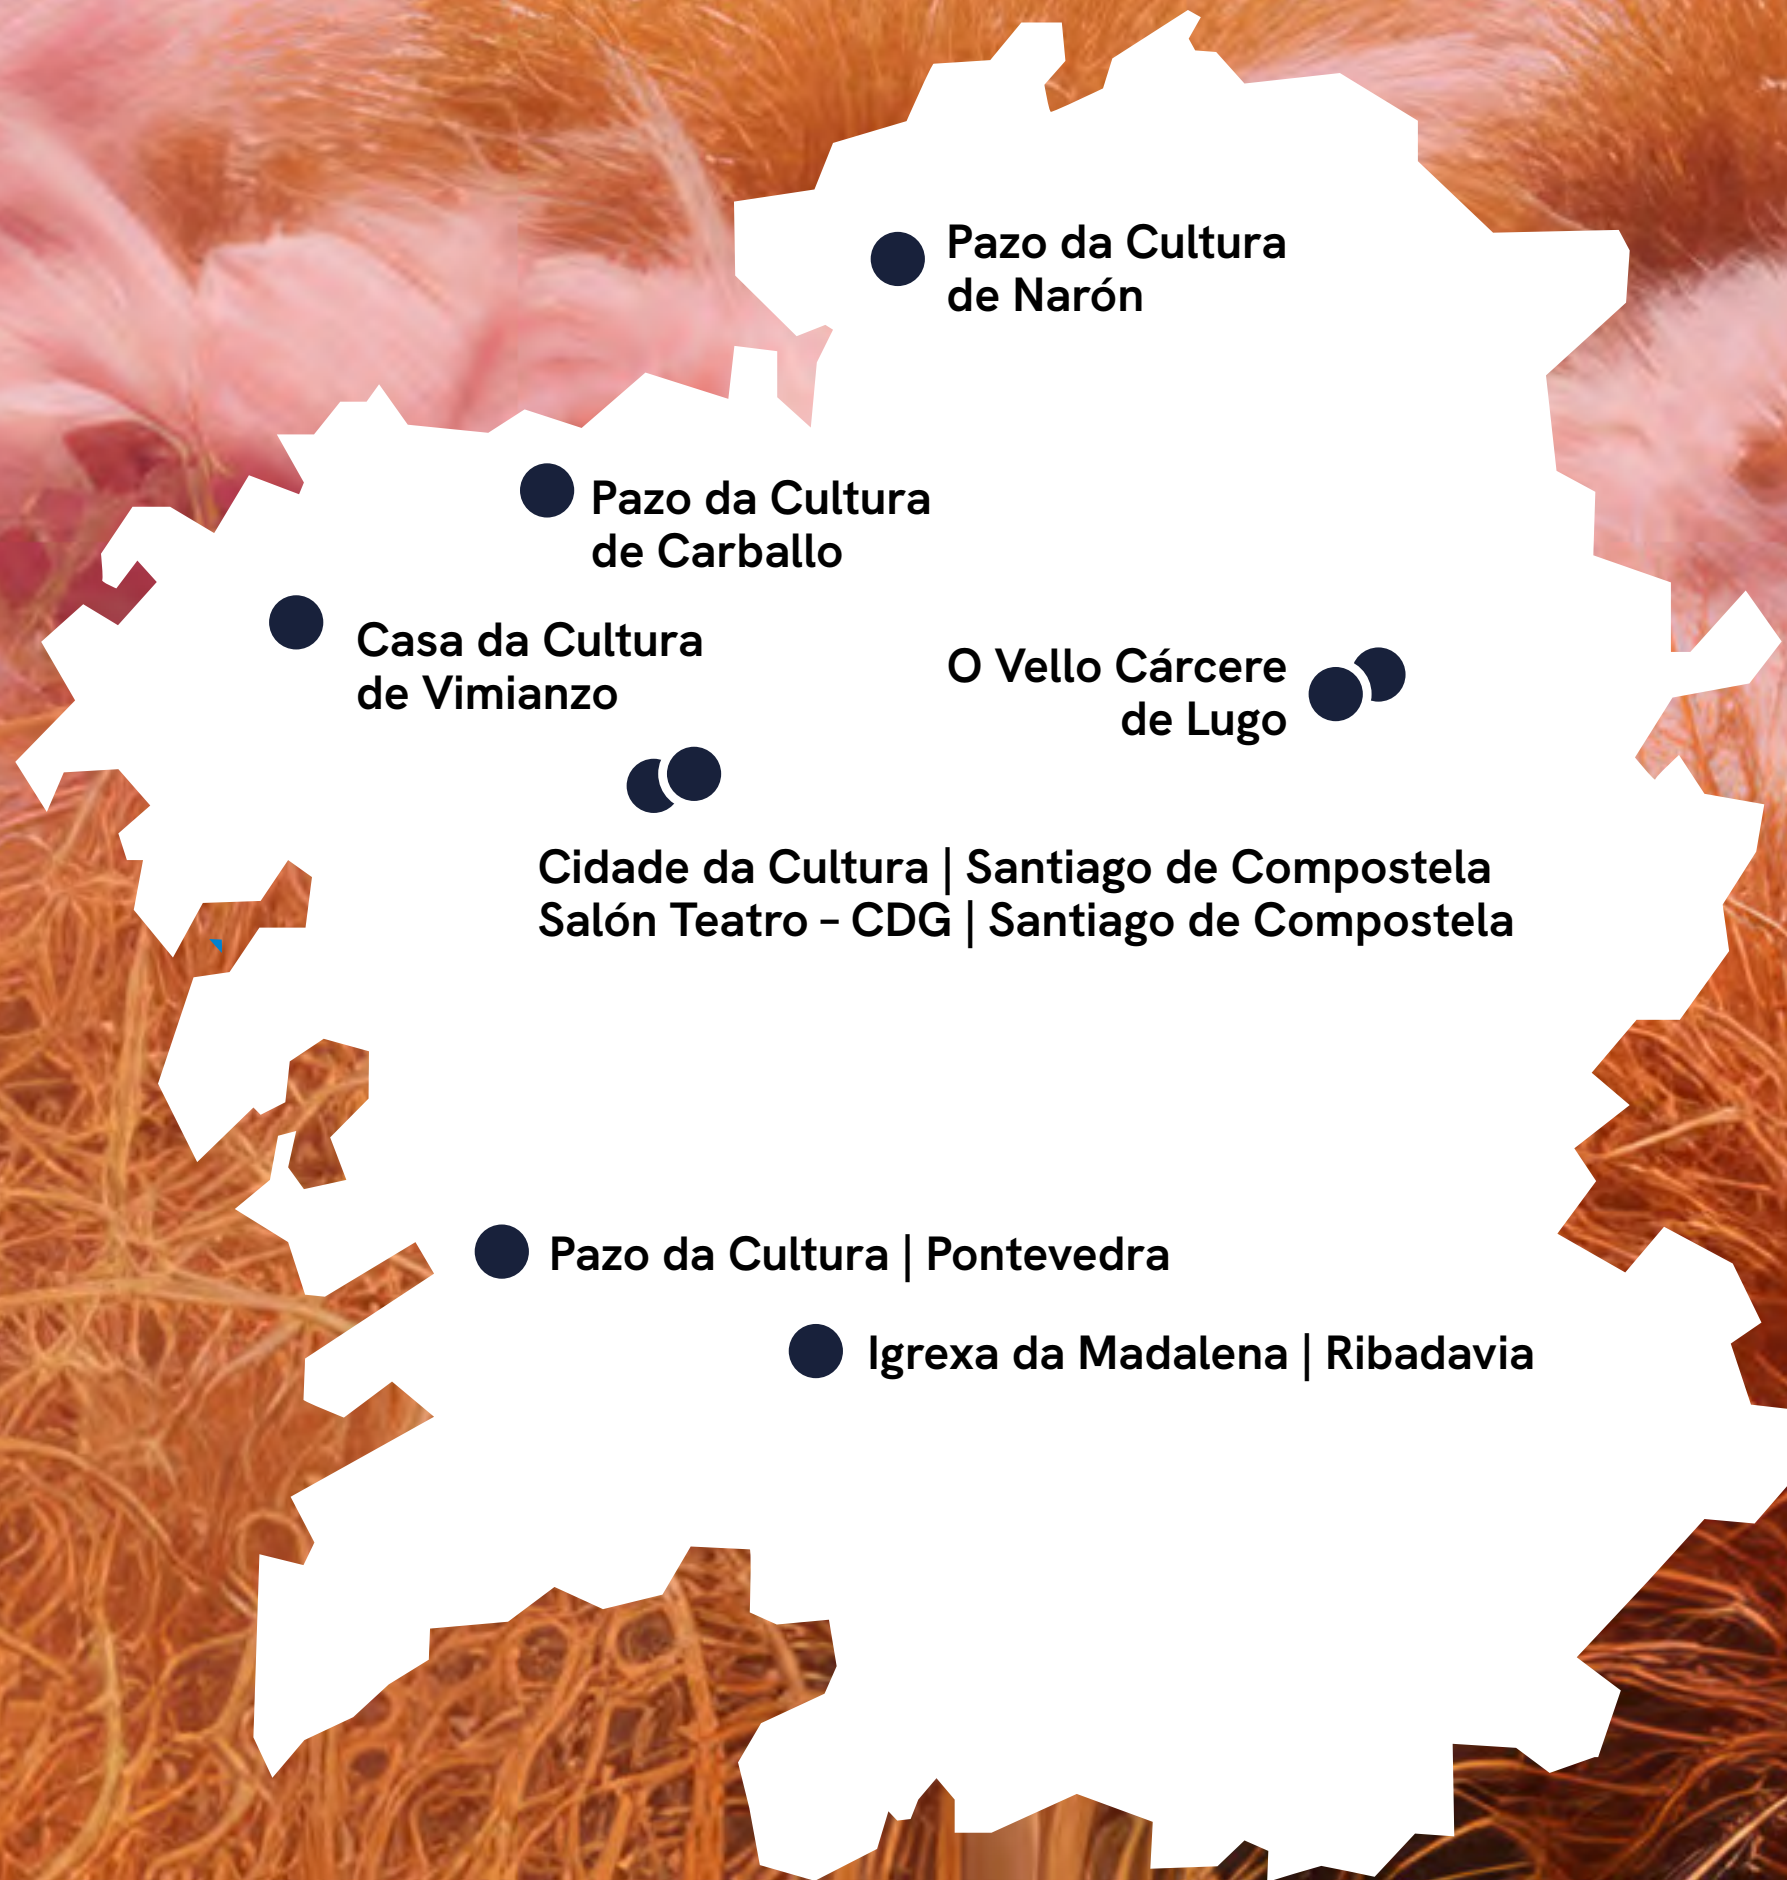 Pazo da Cultura
de Narón
Pazo da Cultura
de Carballo
Casa da Cultura
de Vimianzo
O Vello Cárcere
de Lugo
Cidade da Cultura | Santiago de Compostela
Salón Teatro – CDG | Santiago de Compostela
Pazo da Cultura | Pontevedra
Igrexa da Madalena | Ribadavia